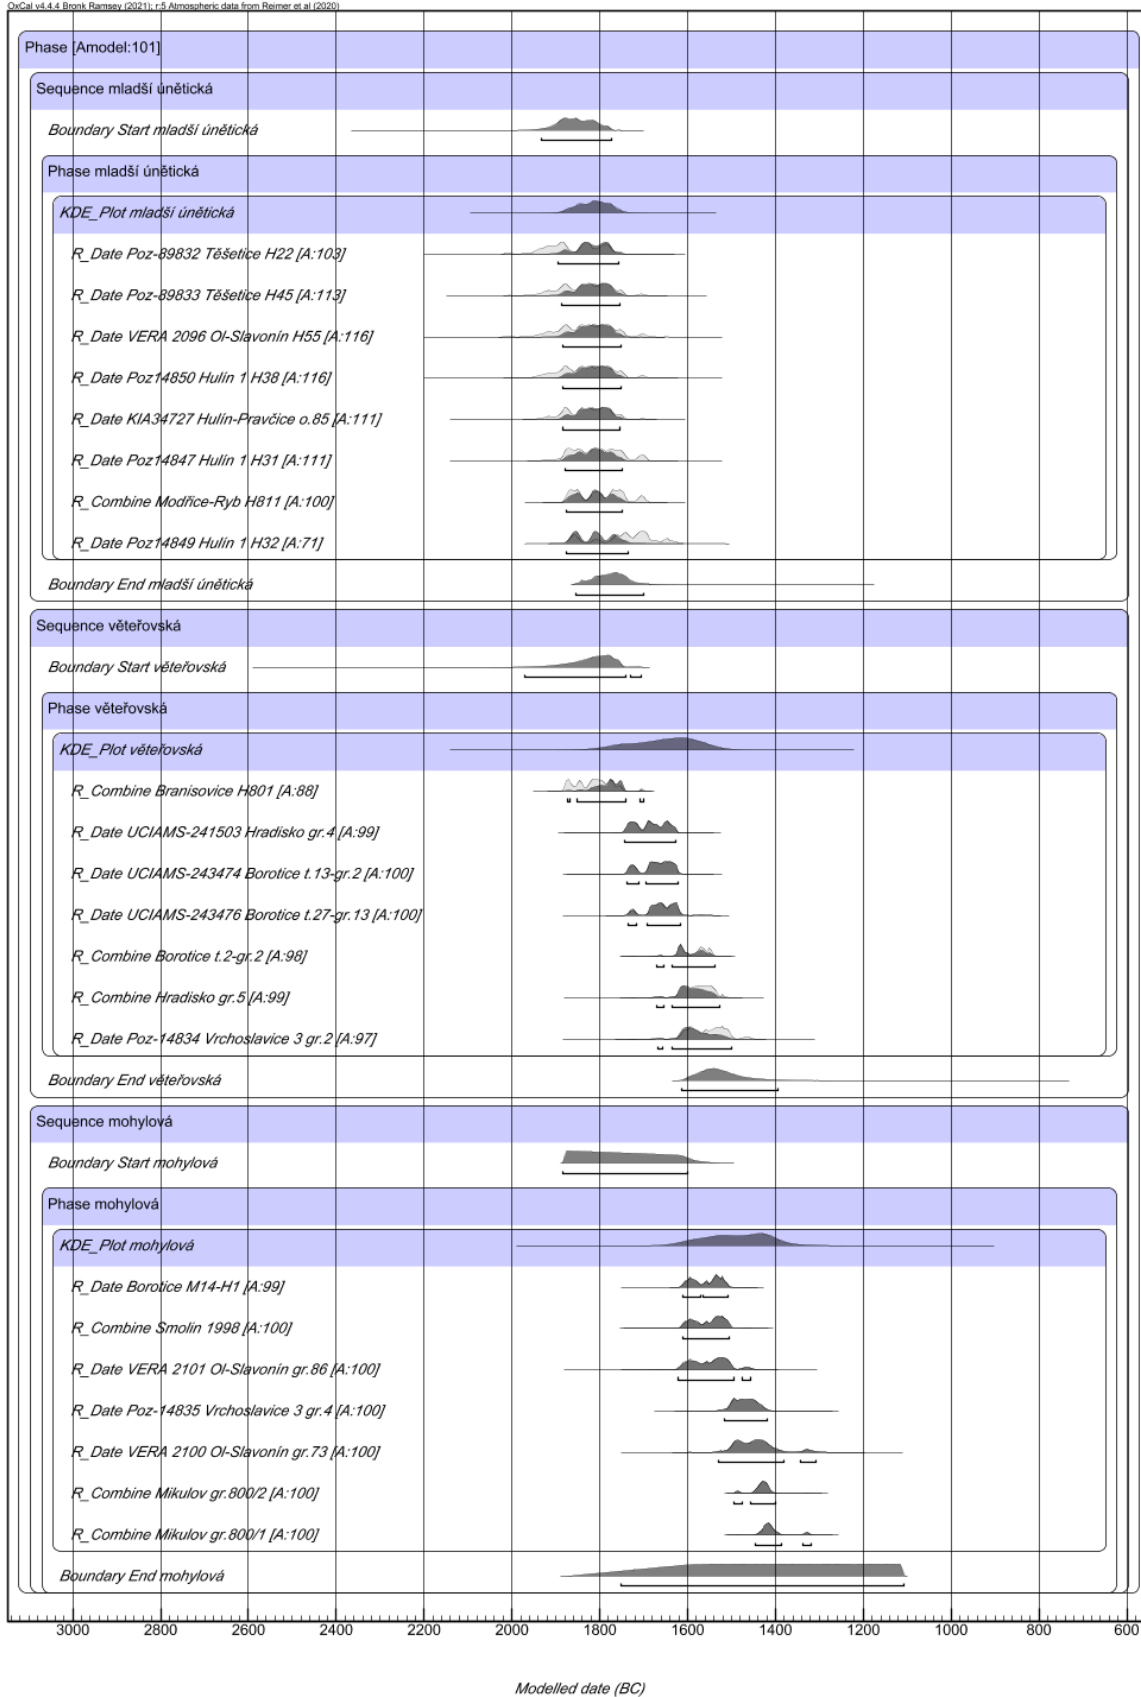 OxCal v4.4.4 Bronk Ramsey (2021); r:5 Atmospheric data from Reimer et al (2020)
Phase [Amodel:101]
Sequence mladší únětická
Boundary Start mladší únětická
Phase mladší únětická
KDE_Plot mladší únětická
R_Date Poz-89832 Těšetice H22 [A:103]
R_Date Poz-89833 Těšetice H45 [A:113]
R_Date VERA 2096 Ol-Slavonín H55 [A:116]
R_Date Poz14850 Hulín 1 H38 [A:116]
R_Date KIA34727 Hulín-Pravčice o.85 [A:111]
R_Date Poz14847 Hulín 1 H31 [A:111]
R_Combine Modřice-Ryb H811 [A:100]
R_Date Poz14849 Hulín 1 H32 [A:71]
Boundary End mladší únětická
Sequence věteřovská
Boundary Start věteřovská
Phase věteřovská
KDE_Plot věteřovská
R_Combine Branisovice H801 [A:88]
R_Date UCIAMS-241503 Hradisko gr.4 [A:99]
R_Date UCIAMS-243474 Borotice t.13-gr.2 [A:100]
R_Date UCIAMS-243476 Borotice t.27-gr.13 [A:100]
R_Combine Borotice t.2-gr.2 [A:98]
R_Combine Hradisko gr.5 [A:99]
R_Date Poz-14834 Vrchoslavice 3 gr.2 [A:97]
Boundary End věteřovská
Sequence mohylová
Boundary Start mohylová
Phase mohylová
KDE_Plot mohylová
R_Date Borotice M14-H1 [A:99]
R_Combine Smolin 1998 [A:100]
R_Date VERA 2101 Ol-Slavonín gr.86 [A:100]
R_Date Poz-14835 Vrchoslavice 3 gr.4 [A:100]
R_Date VERA 2100 Ol-Slavonín gr.73 [A:100]
R_Combine Mikulov gr.800/2 [A:100]
R_Combine Mikulov gr.800/1 [A:100]
Boundary End mohylová
3000 2800 2600 2400 2200 2000 1800 1600 1400 1200 1000 800 600
Modelled date (BC)